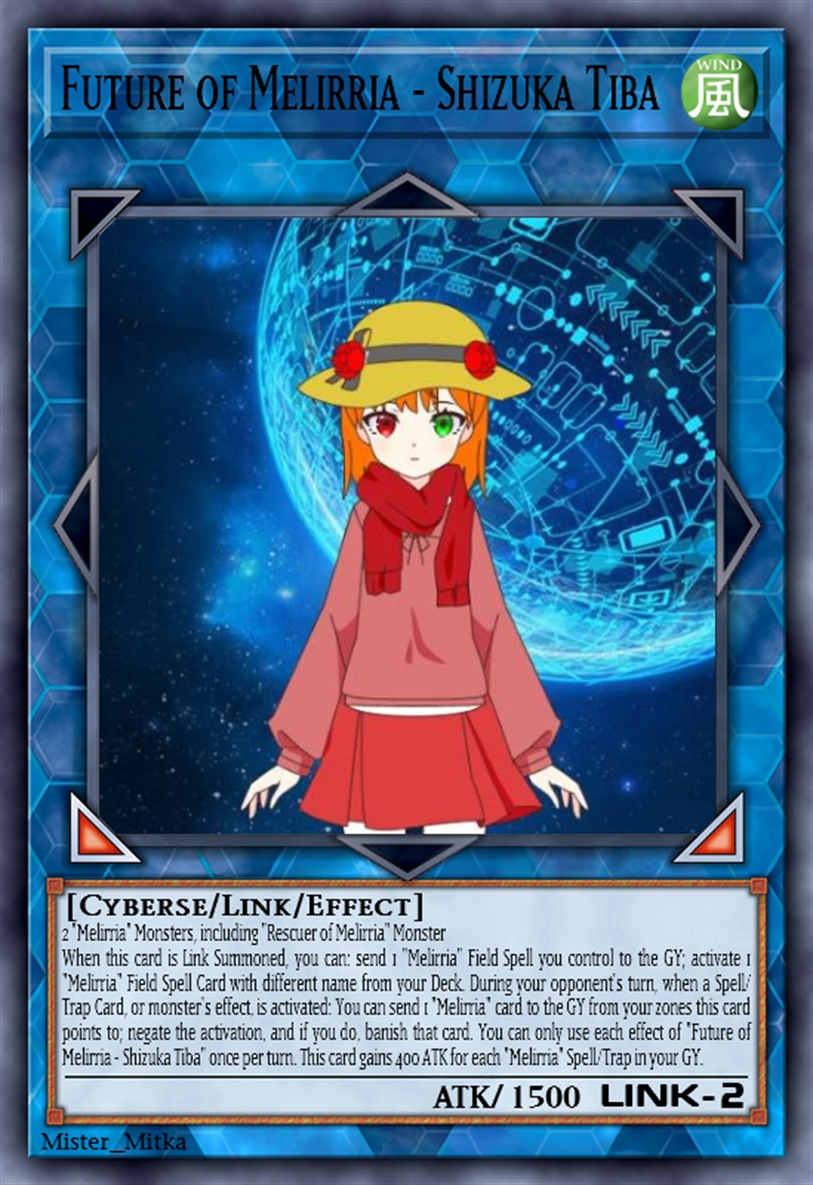 Future of Melirria - Shizuka Tiba
WIND
風
[Cyberse/Link/Effect]
2 "Melirria" Monsters, including "Rescuer of Melirria" Monster
When this card is Link Summoned, you can: send 1 "Melirria" Field Spell you control to the GY; activate 1
"Melirria" Field Spell Card with different name from your Deck. During your opponent's turn, when a Spell/
Trap Card, or monster's effect, is activated: You can send 1 "Melirria" card to the GY from your zones this card
points to; negate the activation, and if you do, banish that card. You can only use each effect of "Future of
Melirria - Shizuka Tiba" once per turn. This card gains 400 ATK for each "Melirria" Spell/Trap in your GY.
ATK/ 1500 LINK-2
Mister_Mitka